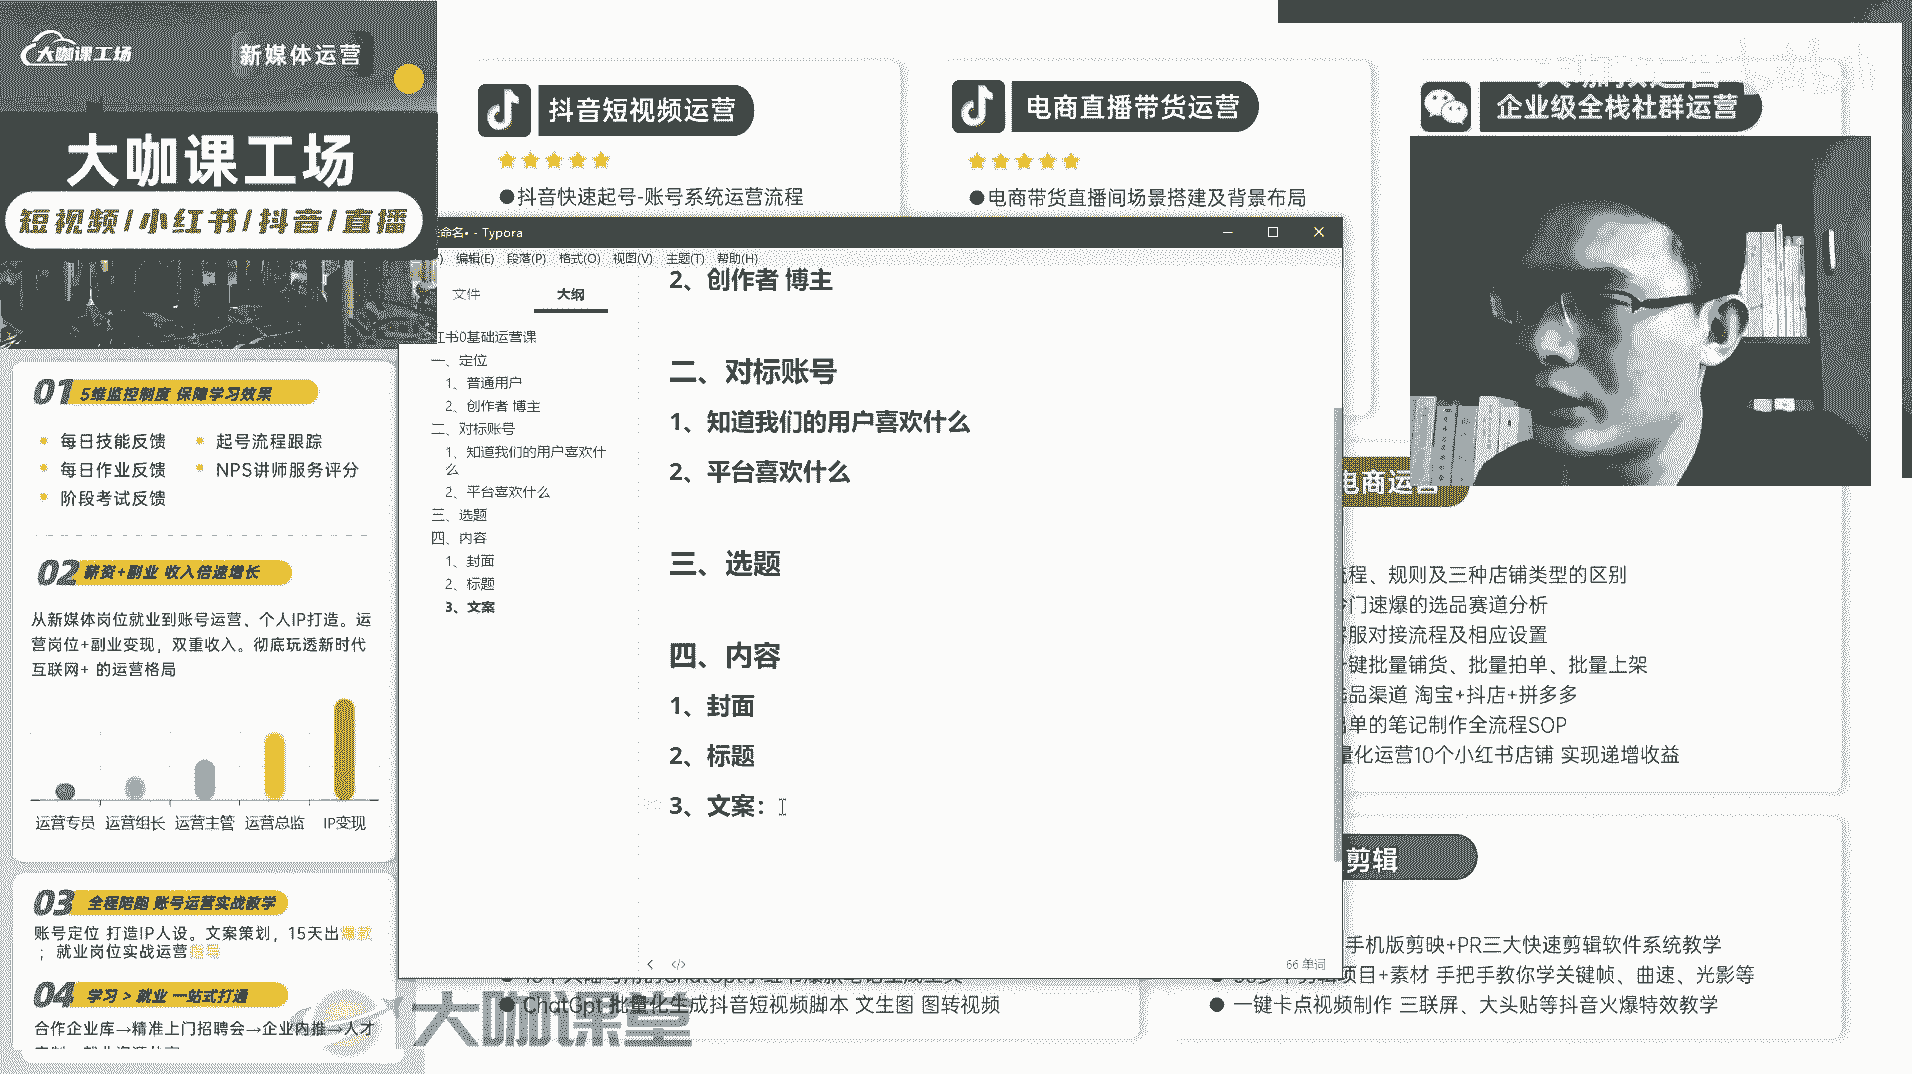 大咖课工场
新媒体运营
大咖课工场
短视频/小红书/抖音/直播
01 5维监控制度 保障学习效果
每日技能反馈
起号流程跟踪
每日作业反馈
NPS讲师服务评分
阶段考试反馈
02 薪资+副业 收入倍速增长
从新媒体岗位就业到账号运营、个人IP打造。运
营岗位+副业变现，双重收入。彻底玩透新时代
互联网+ 的运营格局
运营专员 运营组长 运营主管 运营总监 IP变现
03 全程陪跑 账号运营实战教学
账号定位 打造IP人设。文案策划，15天出爆款
；就业岗位实战运营
04 学习 > 就业 一站式打通
合作企业库→精准上门招聘会→企业内推→人才
抖音短视频运营
●抖音快速起号-账号系统运营流程
电商直播带货运营
●电商带货直播间场景搭建及背景布局
企业级全栈社群运营
命名• - Typora
编辑(E) 段落(P) 格式(O) 视图(V) 主题(T) 帮助(H)
文件 大纲
红书0基础运营课
一、定位
1、普通用户
2、创作者 博主
二、对标账号
1、知道我们的用户喜欢什
么
2、平台喜欢什么
三、选题
四、内容
1、封面
2、标题
3、文案
2、创作者 博主
二、对标账号
1、知道我们的用户喜欢什么
2、平台喜欢什么
三、选题
四、内容
1、封面
2、标题
3、文案：
66 单词
电商运营
流程、规则及三种店铺类型的区别
冷门速爆的选品赛道分析
客服对接流程及相应设置
一键批量铺货、批量拍单、批量上架
选品渠道 淘宝+抖店+拼多多
出单的笔记制作全流程SOP
量化运营10个小红书店铺 实现递增收益
剪辑
手机版剪映+PR三大快速剪辑软件系统教学
项目+素材 手把手教你学关键帧、曲速、光影等
● 一键卡点视频制作 三联屏、大头贴等抖音火爆特效教学
● ChatGpt 批量化生成抖音短视频脚本 文生图 图转视频
大咖课堂